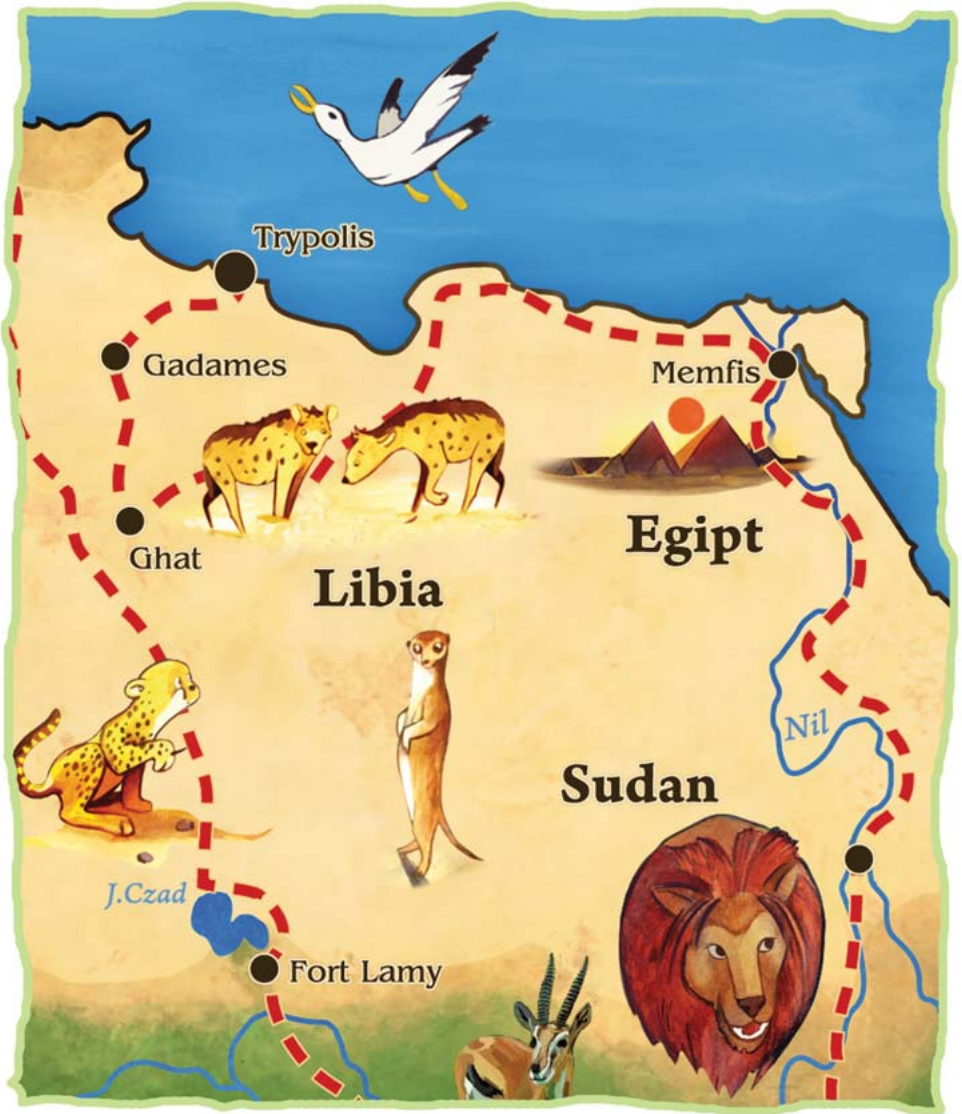 Trypolis
Gadames
Memfis
Egipt
Ghat
Libia
Nil
Sudan
J.Czad
Fort Lamy